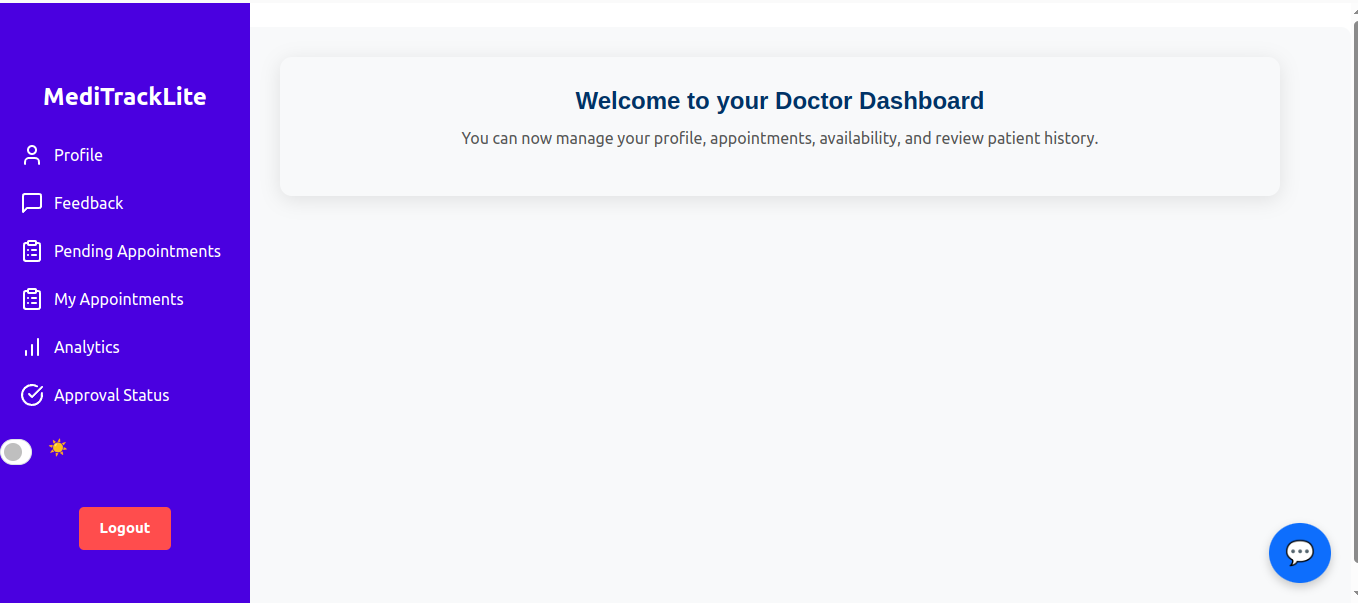 MediTrackLite
Profile
Feedback
Pending Appointments
My Appointments
Analytics
Approval Status
Logout
Welcome to your Doctor Dashboard
You can now manage your profile, appointments, availability, and review patient history.